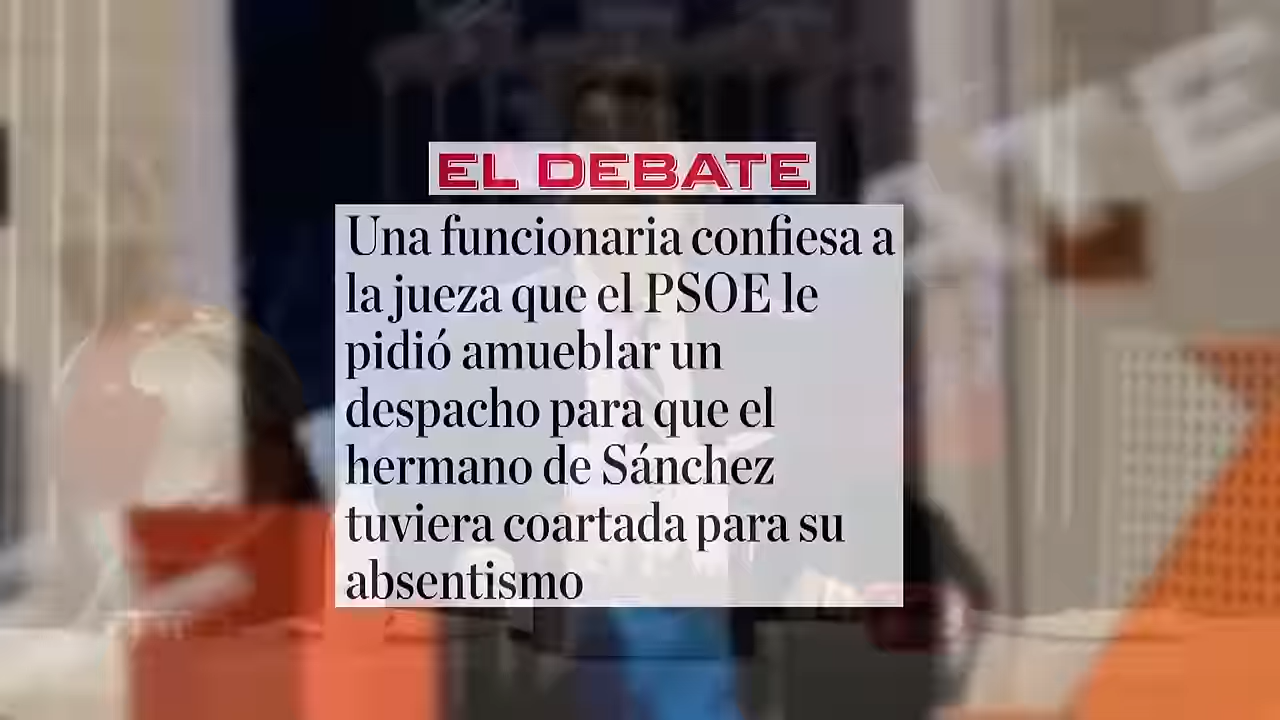 EL DEBATE
Una funcionaria confiesa a
la jueza que el PSOE le
pidió amueblar un
despacho para que el
hermano de Sánchez
tuviera coartada para su
absentismo